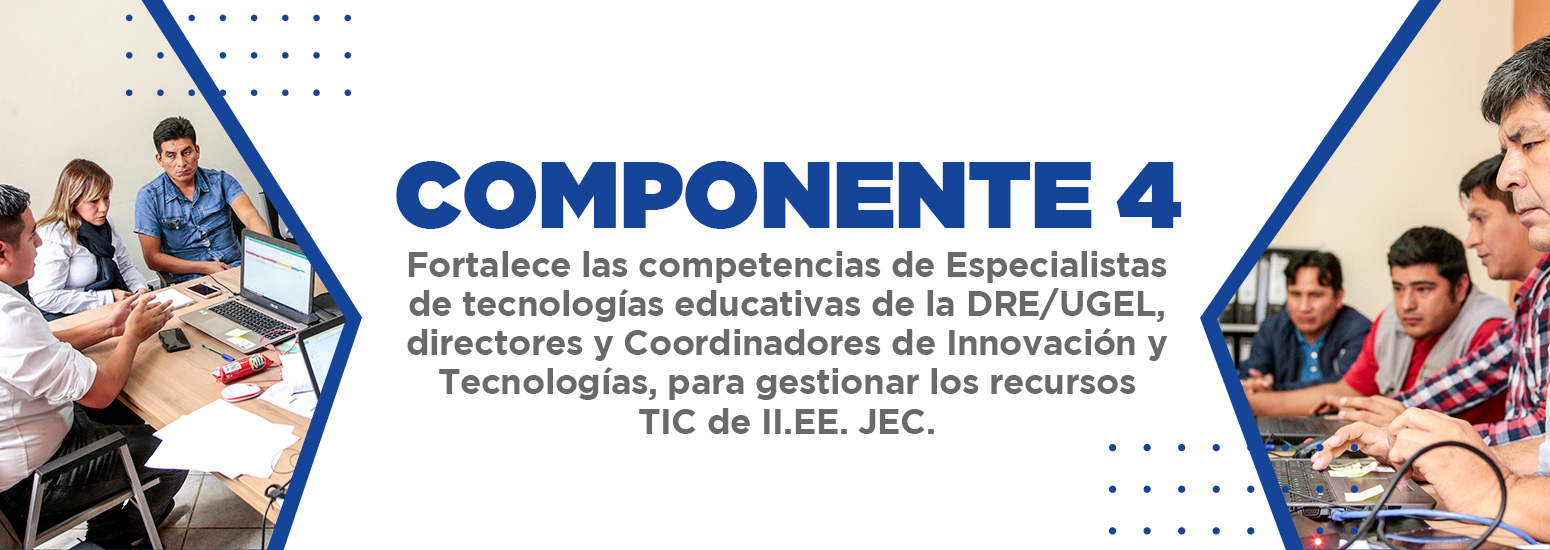 COMPONENTE 4
Fortalece las competencias de Especialistas
de tecnologías educativas de la DRE/UGEL,
directores y Coordinadores de Innovación y
Tecnologías, para gestionar los recursos
TIC de II.EE. JEC.